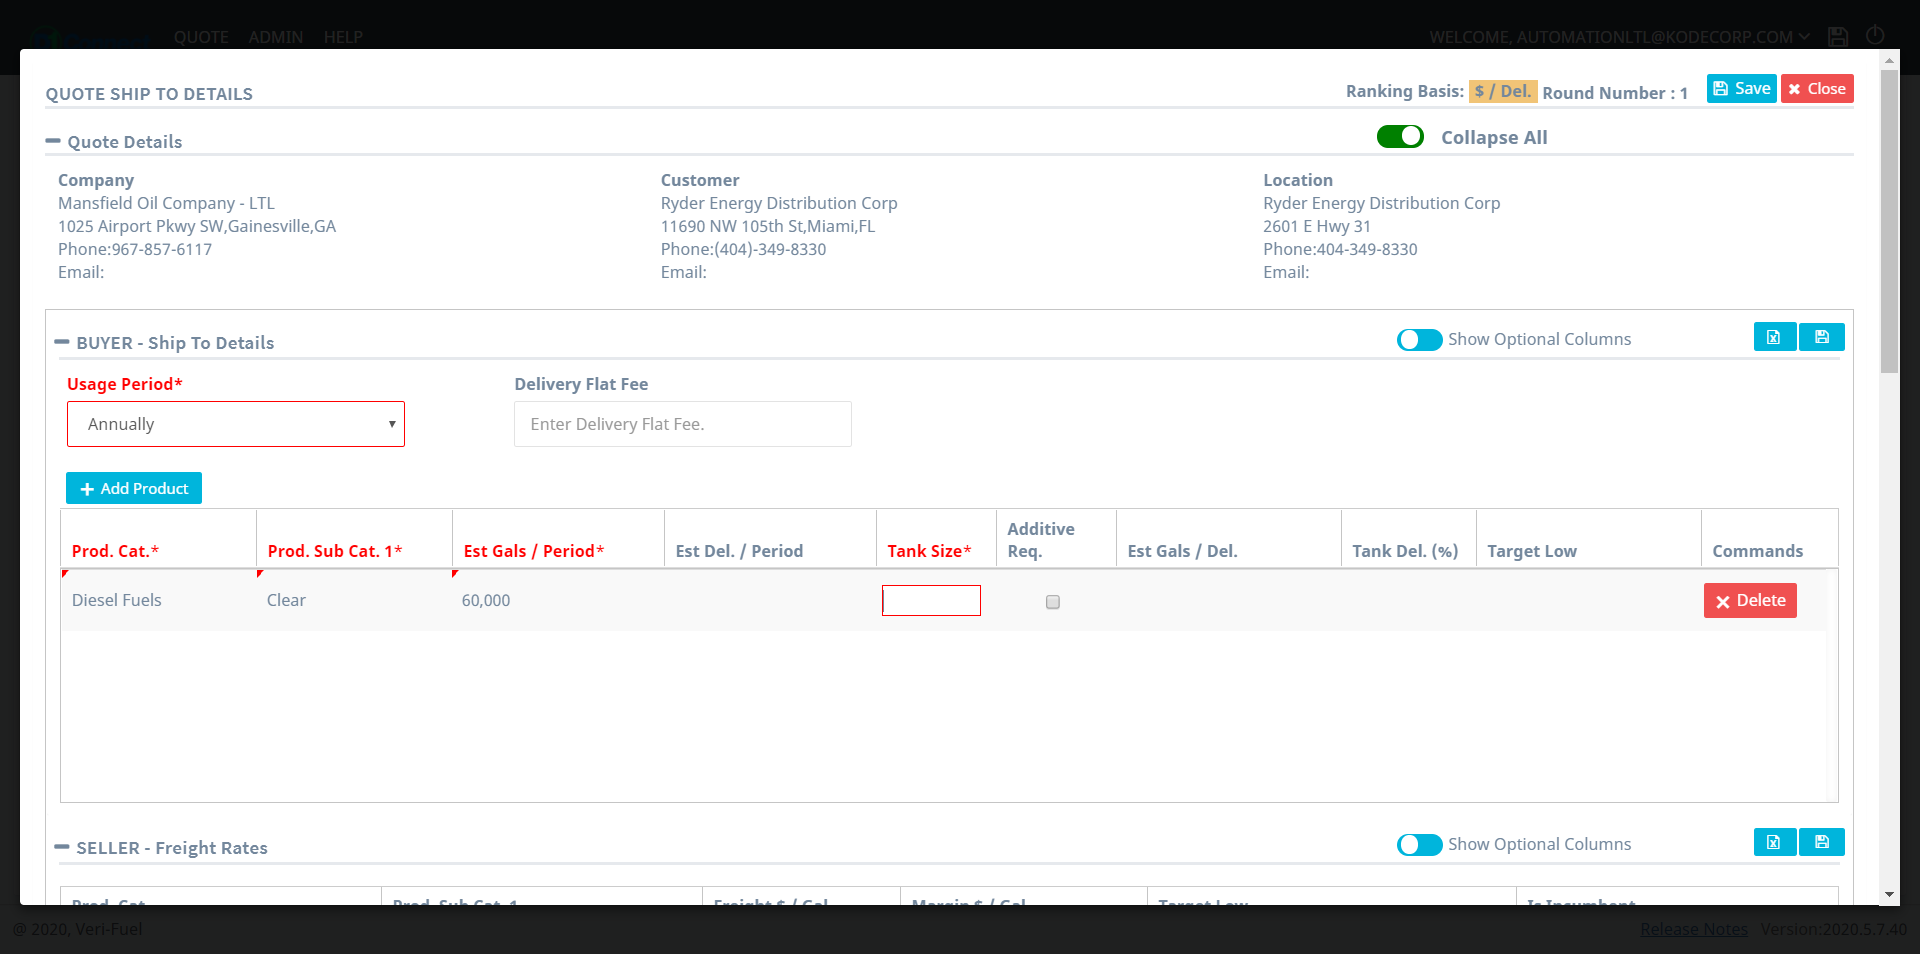 QUOTE ADMIN HELP
WELCOME, AUTOMATIONLTL@KODECORP.COM
QUOTE SHIP TO DETAILS
Ranking Basis: $ / Del. Round Number : 1
Save
Close
Quote Details
Collapse All
Company
Mansfield Oil Company - LTL
1025 Airport Pkwy SW,Gainesville,GA
Phone:967-857-6117
Email:
Customer
Ryder Energy Distribution Corp
11690 NW 105th St,Miami,FL
Phone:(404)-349-8330
Email:
Location
Ryder Energy Distribution Corp
2601 E Hwy 31
Phone:404-349-8330
Email:
BUYER - Ship To Details
Show Optional Columns
Usage Period*
Annually
Delivery Flat Fee
Enter Delivery Flat Fee.
Add Product
Prod. Cat.*
Prod. Sub Cat. 1*
Est Gals / Period*
Est Del. / Period
Tank Size*
Additive
Req.
Est Gals / Del.
Tank Del. (%)
Target Low
Commands
Diesel Fuels
Clear
60,000
Delete
SELLER - Freight Rates
Show Optional Columns
Prod. Cat.
Prod. Sub Cat. 1
Freight $ / Gal.
Margin $ / Gal.
Target Low
Is Incumbent
@ 2020, Veri-Fuel
Release Notes Version:2020.5.7.40